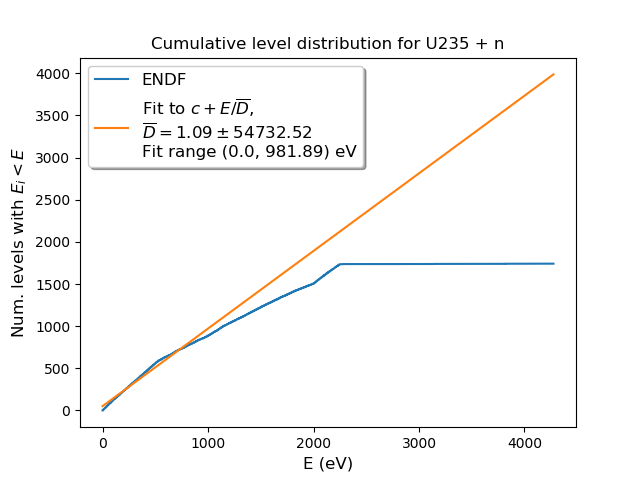 Cumulative level distribution for U235 + n
ENDF
Fit to c + E/D̅,
D̅ = 1.09 ± 54732.52
Fit range (0.0, 981.89) eV
Num. levels with Eᵢ < E
4000
3500
3000
2500
2000
1500
1000
500
0
0 1000 2000 3000 4000
E (eV)